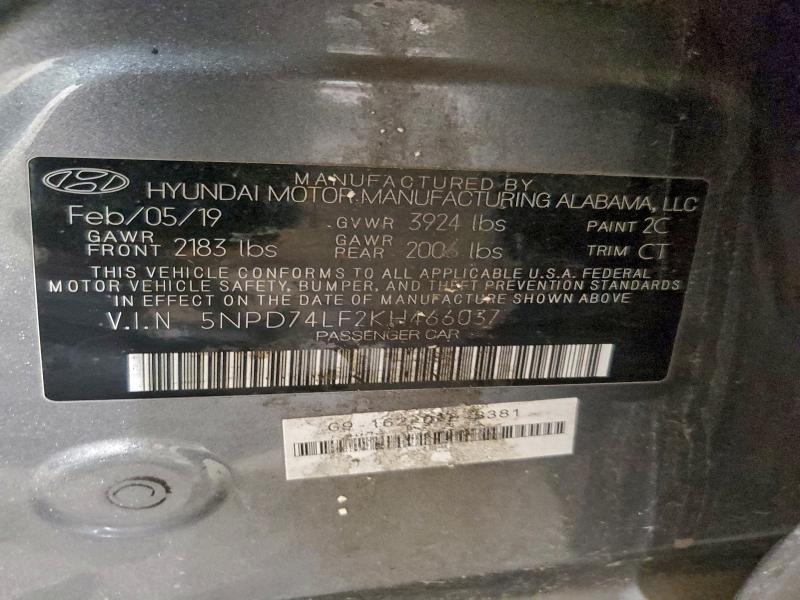 MANUFACTURED BY
HYUNDAI MOTOR MANUFACTURING ALABAMA, LLC
Feb/05/19 GVWR 3924 lbs PAINT 2C
GAWR FRONT 2183 lbs GAWR REAR 2006 lbs TRIM CT
THIS VEHICLE CONFORMS TO ALL APPLICABLE U.S.A. FEDERAL
MOTOR VEHICLE SAFETY, BUMPER, AND THEFT PREVENTION STANDARDS
IN EFFECT ON THE DATE OF MANUFACTURE SHOWN ABOVE
V.I.N 5NPD74LF2KH466037
PASSENGER CAR